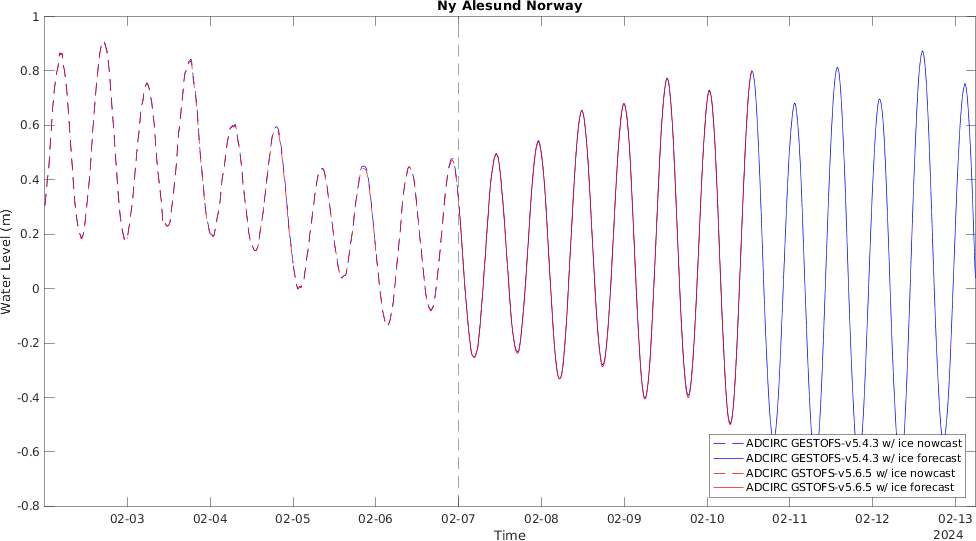 Ny Alesund Norway
1
0.8
0.6
0.4
0.2
0
-0.2
-0.4
-0.6
-0.8
Water Level (m)
ADCIRC GESTOFS-v5.4.3 w/ ice nowcast
ADCIRC GESTOFS-v5.4.3 w/ ice forecast
ADCIRC GSTOFS-v5.6.5 w/ ice nowcast
ADCIRC GSTOFS-v5.6.5 w/ ice forecast
02-03 02-04 02-05 02-06 02-07 02-08 02-09 02-10 02-11 02-12 02-13
Time
2024